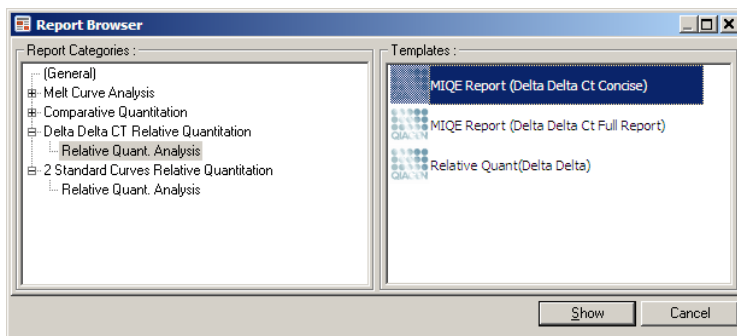 Report Browser
Report Categories :
(General)
Melt Curve Analysis
Comparative Quantitation
Delta Delta CT Relative Quantitation
Relative Quant. Analysis
2 Standard Curves Relative Quantitation
Relative Quant. Analysis
Templates :
MIQE Report (Delta Delta Ct Concise)
MIQE Report (Delta Delta Ct Full Report)
QIAGEN
Relative Quant(Delta Delta)
QIAGEN
Show
Cancel